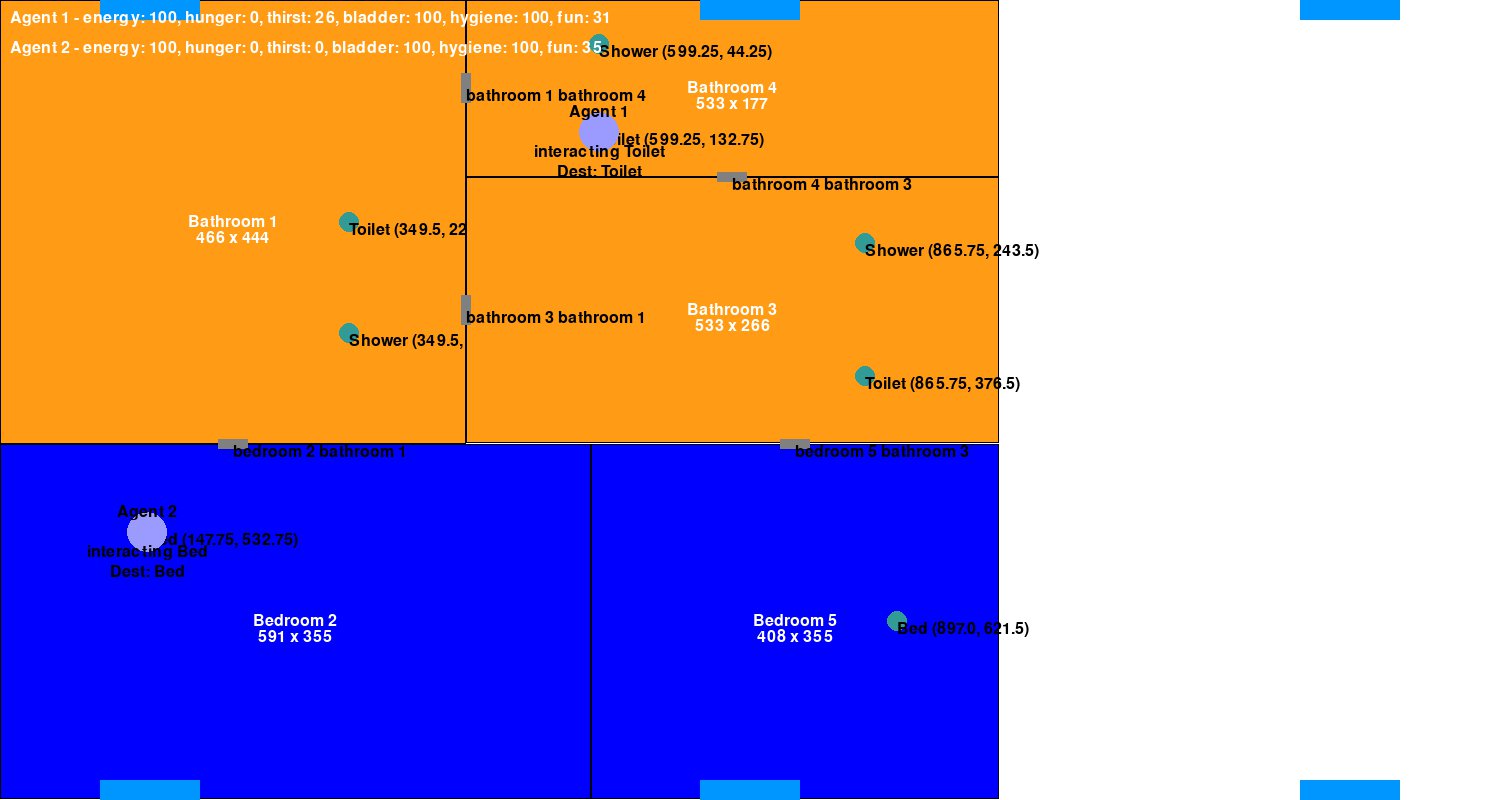 Agent 1 - energy: 100, hunger: 0, thirst: 26, bladder: 100, hygiene: 100, fun: 31
Agent 2 - energy: 100, hunger: 0, thirst: 0, bladder: 100, hygiene: 100, fun: 35
Shower (599.25, 44.25)
Bathroom 4
533 x 177
bathroom 1 bathroom 4
Agent 1
ilet (599.25, 132.75)
interacting Toilet
Dest: Toilet
bathroom 4 bathroom 3
Bathroom 1
466 x 444
Toilet (349.5, 22
Shower (865.75, 243.5)
Bathroom 3
533 x 266
bathroom 3 bathroom 1
Shower (349.5,
Toilet (865.75, 376.5)
bedroom 2 bathroom 1
bedroom 5 bathroom 3
Agent 2
d (147.75, 532.75)
interacting Bed
Dest: Bed
Bedroom 2
591 x 355
Bedroom 5
408 x 355
Bed (897.0, 621.5)